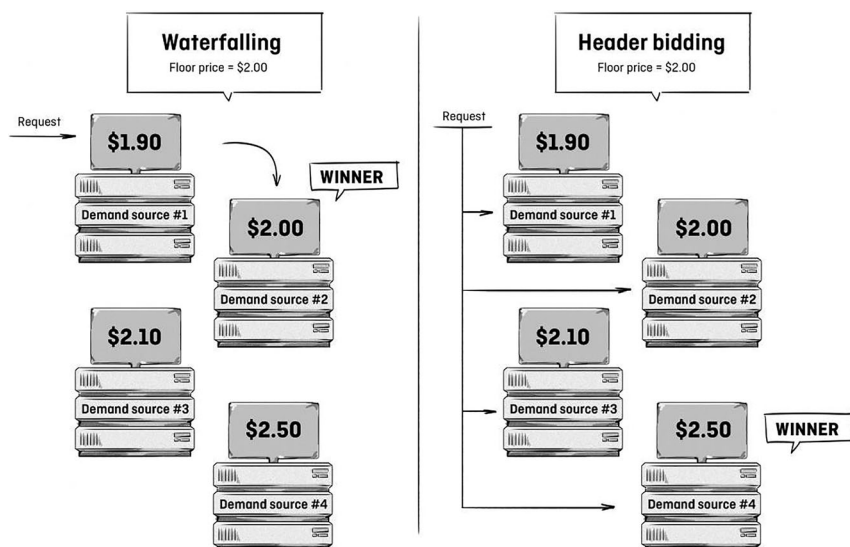 Waterfalling
Floor price = $2.00
Request
$1.90
Demand source #1
WINNER
$2.00
Demand source #2
$2.10
Demand source #3
$2.50
Demand source #4
Header bidding
Floor price = $2.00
Request
$1.90
Demand source #1
$2.00
Demand source #2
$2.10
Demand source #3
$2.50
Demand source #4
WINNER